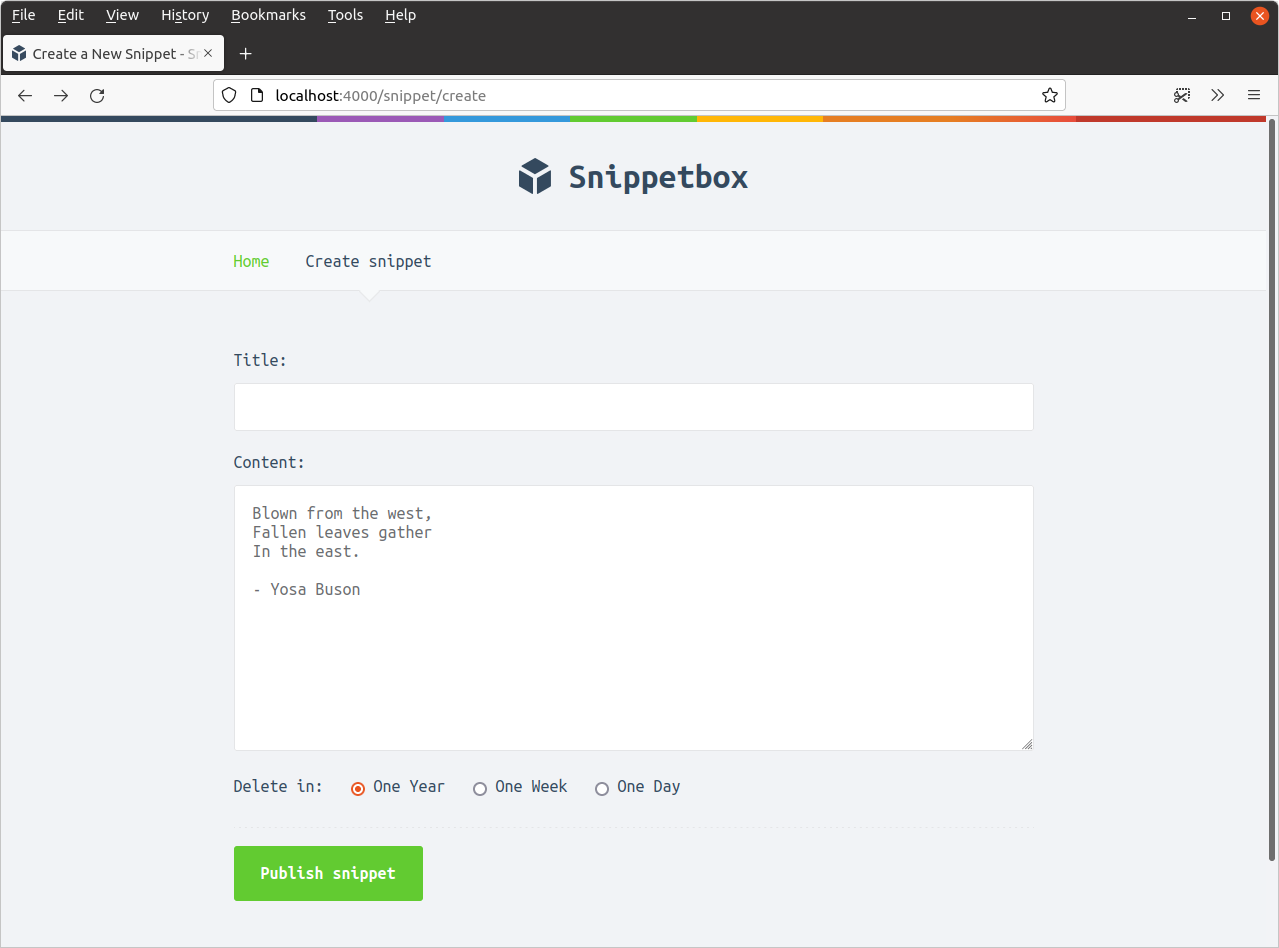 File Edit View History Bookmarks Tools Help
Create a New Snippet - Sn
localhost:4000/snippet/create
Snippetbox
Home Create snippet
Title:
Content:
Blown from the west,
Fallen leaves gather
In the east.
- Yosa Buson
Delete in: One Year One Week One Day
Publish snippet